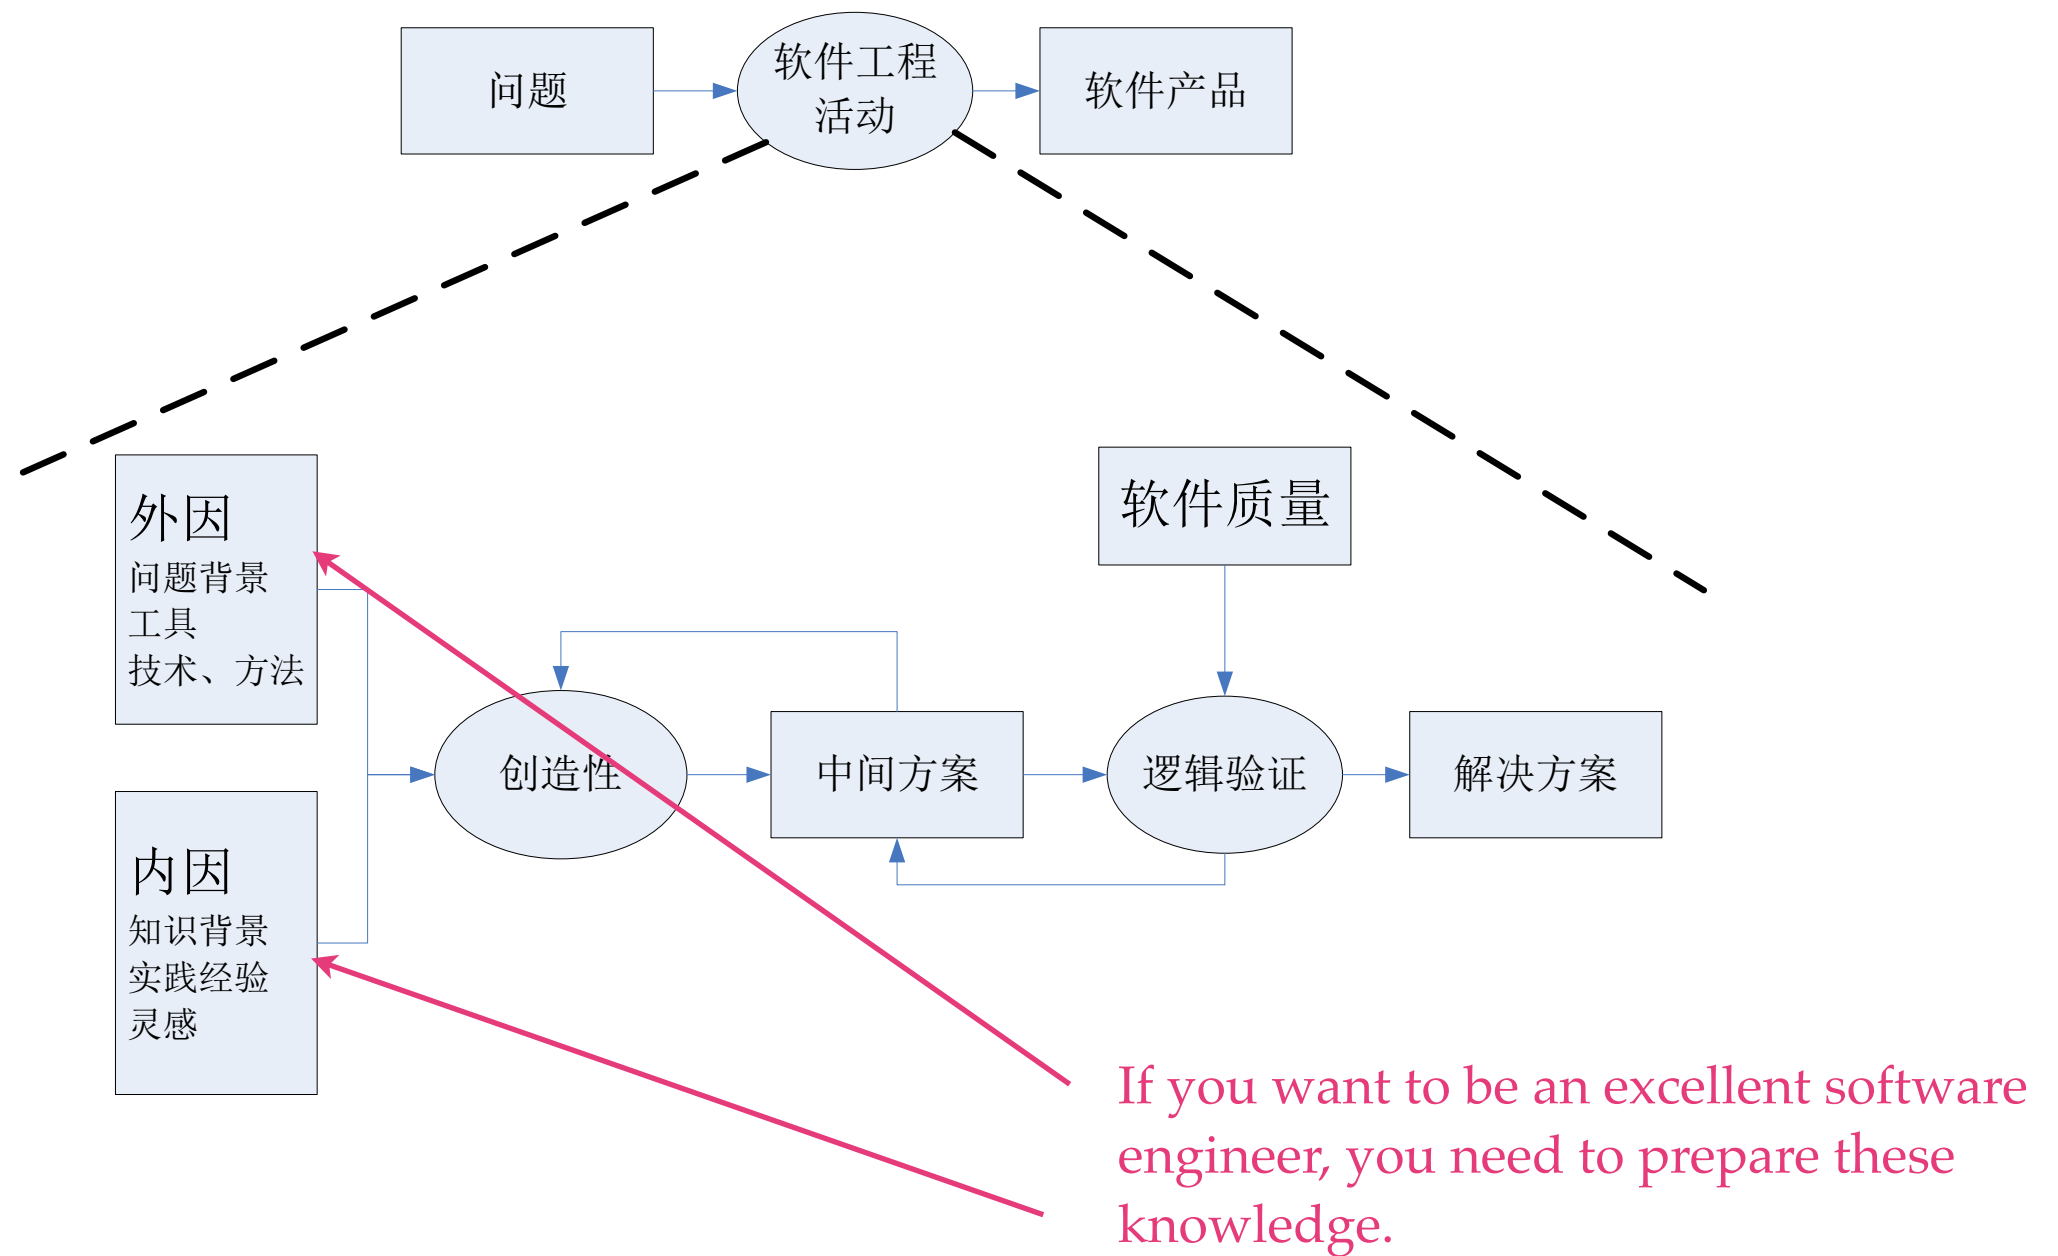 问题
软件工程
活动
软件产品
外因
问题背景
工具
技术、方法
软件质量
创造性
中间方案
逻辑验证
解决方案
内因
知识背景
实践经验
灵感
If you want to be an excellent software
engineer, you need to prepare these
knowledge.